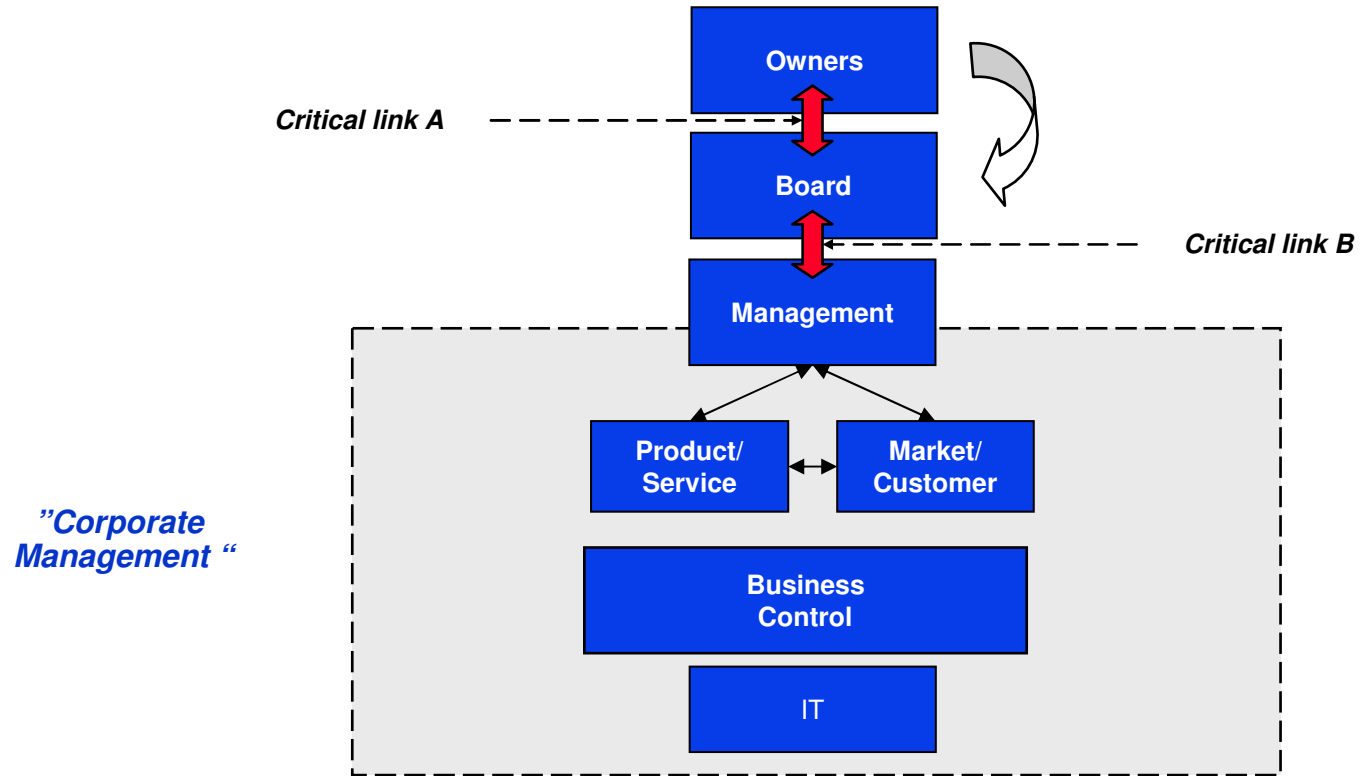 Owners
Critical link A
Board
Critical link B
Management
Product/
Service
Market/
Customer
”Corporate
Management “
Business
Control
IT